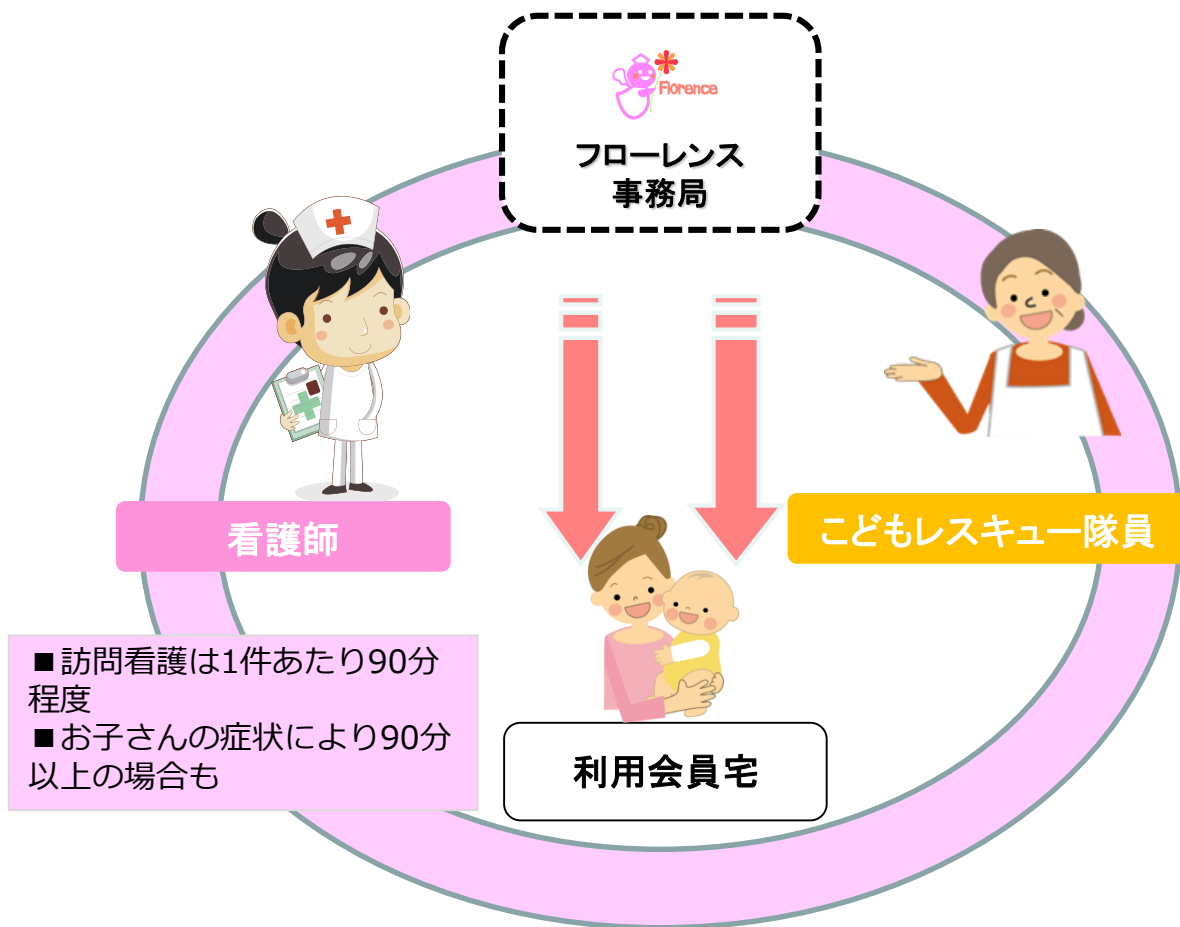 Florence
フローレンス
事務局
看護師
こどもレスキュー隊員
■訪問看護は1件あたり90分
程度
■お子さんの症状により90分
以上の場合も
利用会員宅